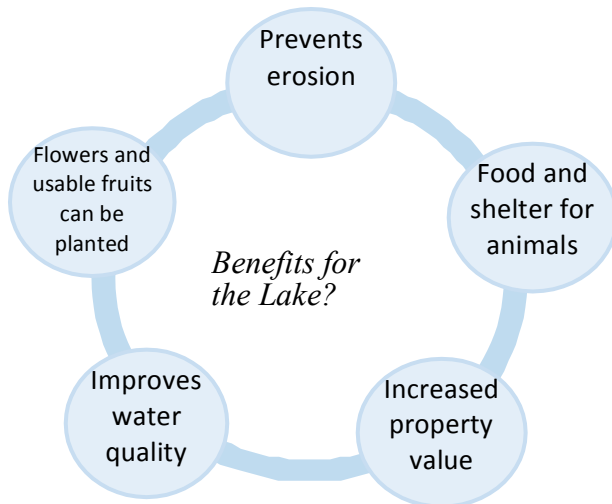 Prevents
erosion
Food and
shelter for
animals
Increased
property
value
Improves
water
quality
Flowers and
usable fruits
can be
planted
Benefits for
the Lake?